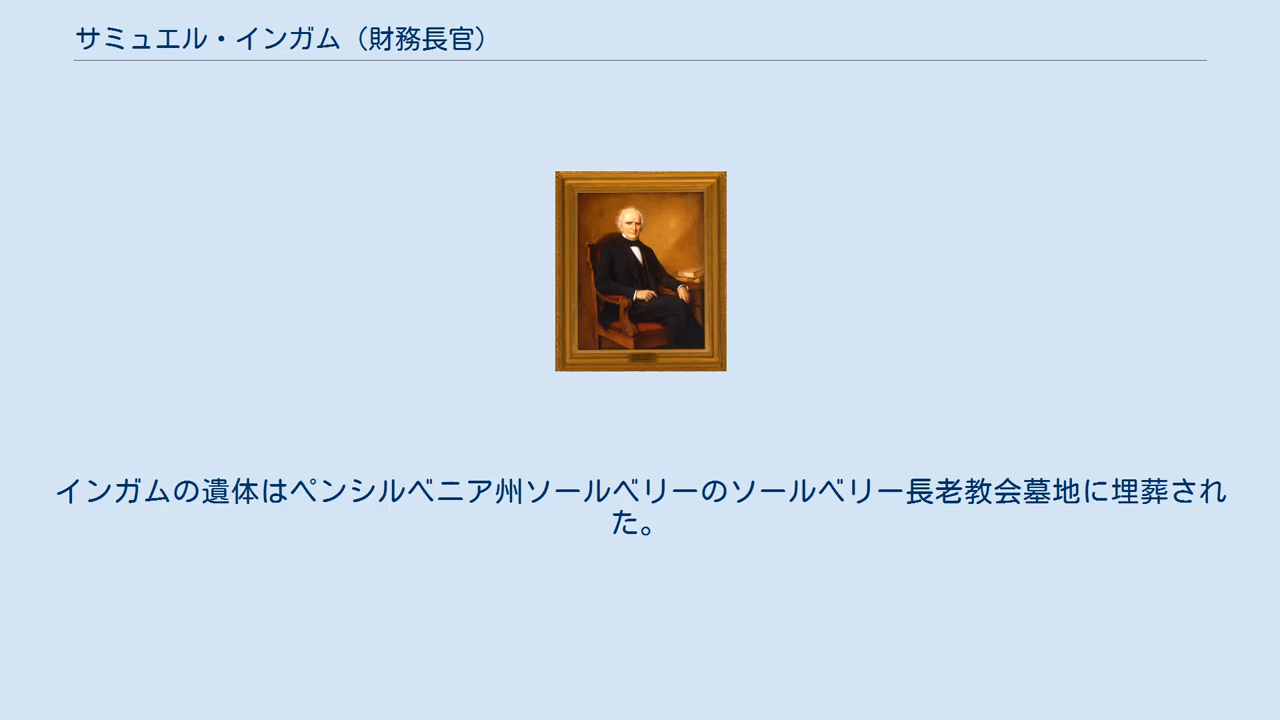 サミュエル・インガム（財務長官）
インガムの遺体はペンシルベニア州ソールベリーのソールベリー長老教会墓地に埋葬され
た。